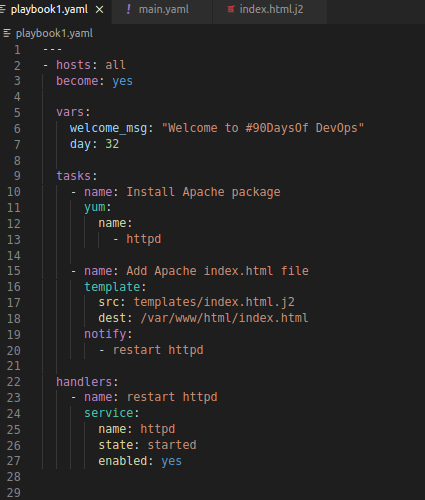 playbook1.yaml × ! main.yaml index.html.j2
playbook1.yaml
1 ---
2 - hosts: all
3 become: yes
4
5 vars:
6 welcome_msg: "Welcome to #90DaysOf DevOps"
7 day: 32
8
9 tasks:
10 - name: Install Apache package
11 yum:
12 name:
13 - httpd
14
15 - name: Add Apache index.html file
16 template:
17 src: templates/index.html.j2
18 dest: /var/www/html/index.html
19 notify:
20 - restart httpd
21
22 handlers:
23 - name: restart httpd
24 service:
25 name: httpd
26 state: started
27 enabled: yes
28
29